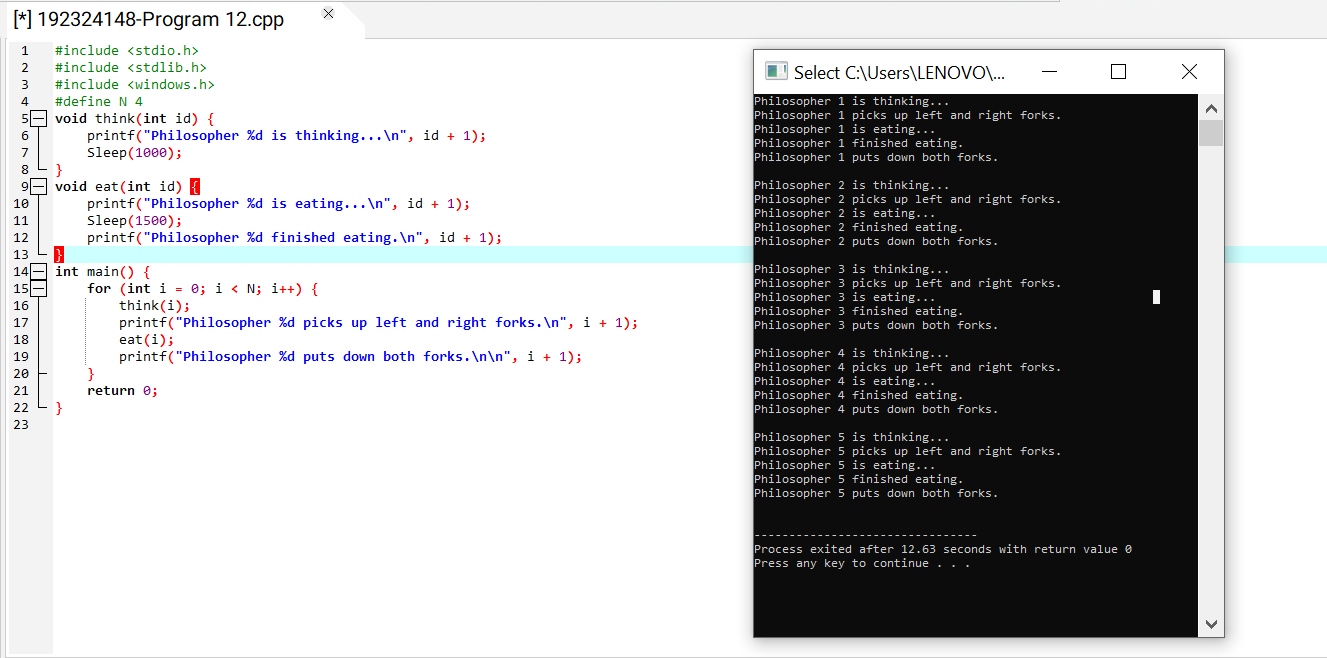 [*] 192324148-Program 12.cpp
1 #include <stdio.h>
2 #include <stdlib.h>
3 #include <windows.h>
4 #define N 4
5 void think(int id) {
6 printf("Philosopher %d is thinking...\n", id + 1);
7 Sleep(1000);
8 }
9 void eat(int id) {
10 printf("Philosopher %d is eating...\n", id + 1);
11 Sleep(1500);
12 printf("Philosopher %d finished eating.\n", id + 1);
13 }
14 int main() {
15 for (int i = 0; i < N; i++) {
16 think(i);
17 printf("Philosopher %d picks up left and right forks.\n", i + 1);
18 eat(i);
19 printf("Philosopher %d puts down both forks.\n\n", i + 1);
20 }
21 return 0;
22 }
23
Select C:\Users\LENOVO\...
Philosopher 1 is thinking...
Philosopher 1 picks up left and right forks.
Philosopher 1 is eating...
Philosopher 1 finished eating.
Philosopher 1 puts down both forks.
Philosopher 2 is thinking...
Philosopher 2 picks up left and right forks.
Philosopher 2 is eating...
Philosopher 2 finished eating.
Philosopher 2 puts down both forks.
Philosopher 3 is thinking...
Philosopher 3 picks up left and right forks.
Philosopher 3 is eating...
Philosopher 3 finished eating.
Philosopher 3 puts down both forks.
Philosopher 4 is thinking...
Philosopher 4 picks up left and right forks.
Philosopher 4 is eating...
Philosopher 4 finished eating.
Philosopher 4 puts down both forks.
Philosopher 5 is thinking...
Philosopher 5 picks up left and right forks.
Philosopher 5 is eating...
Philosopher 5 finished eating.
Philosopher 5 puts down both forks.
--------------------------------
Process exited after 12.63 seconds with return value 0
Press any key to continue . . .